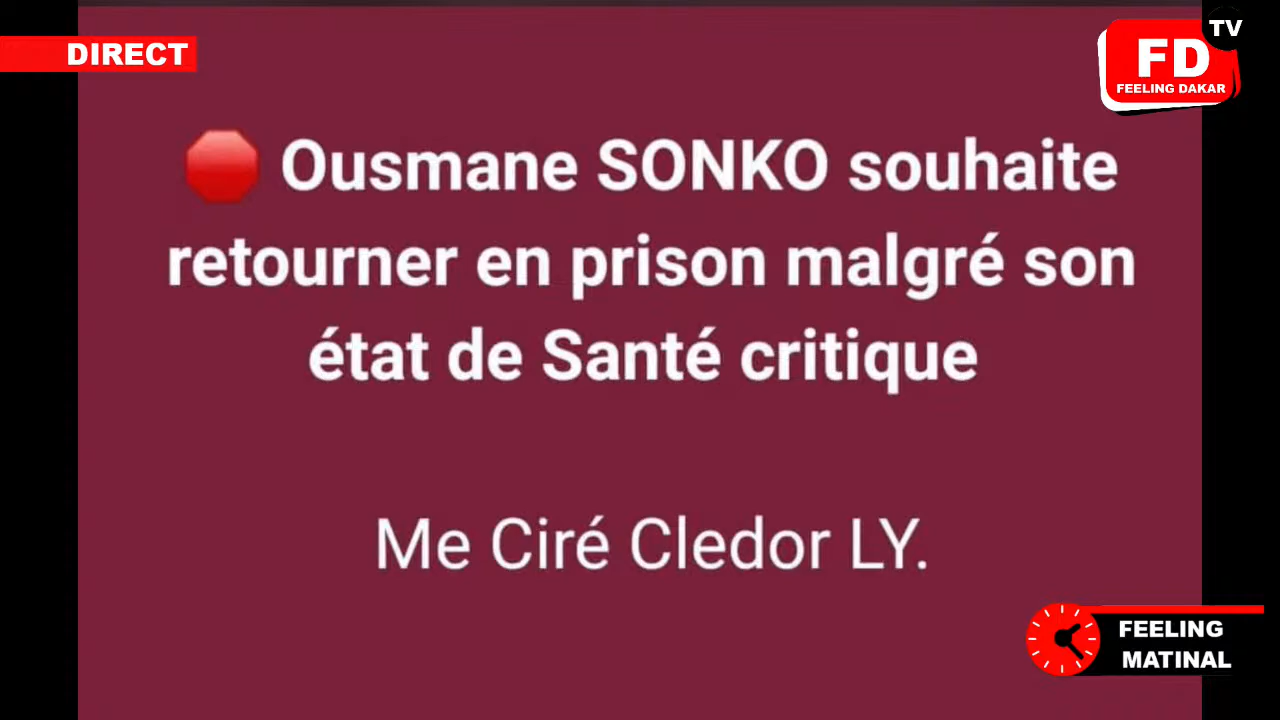 DIRECT
TV
FD
FEELING DAKAR
🛑 Ousmane SONKO souhaite
retourner en prison malgré son
état de Santé critique
Me Ciré Cledor LY.
FEELING
MATINAL